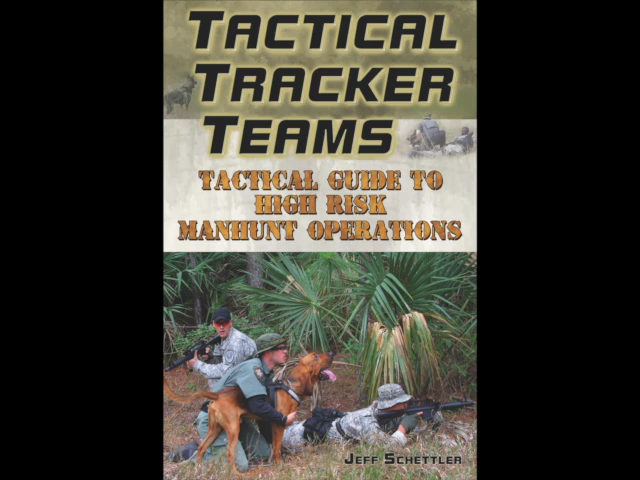 TACTICAL
TRACKER
TEAMS
TACTICAL GUIDE TO
HIGH RISK
MANHUNT OPERATIONS
JEFF SCHETTLER